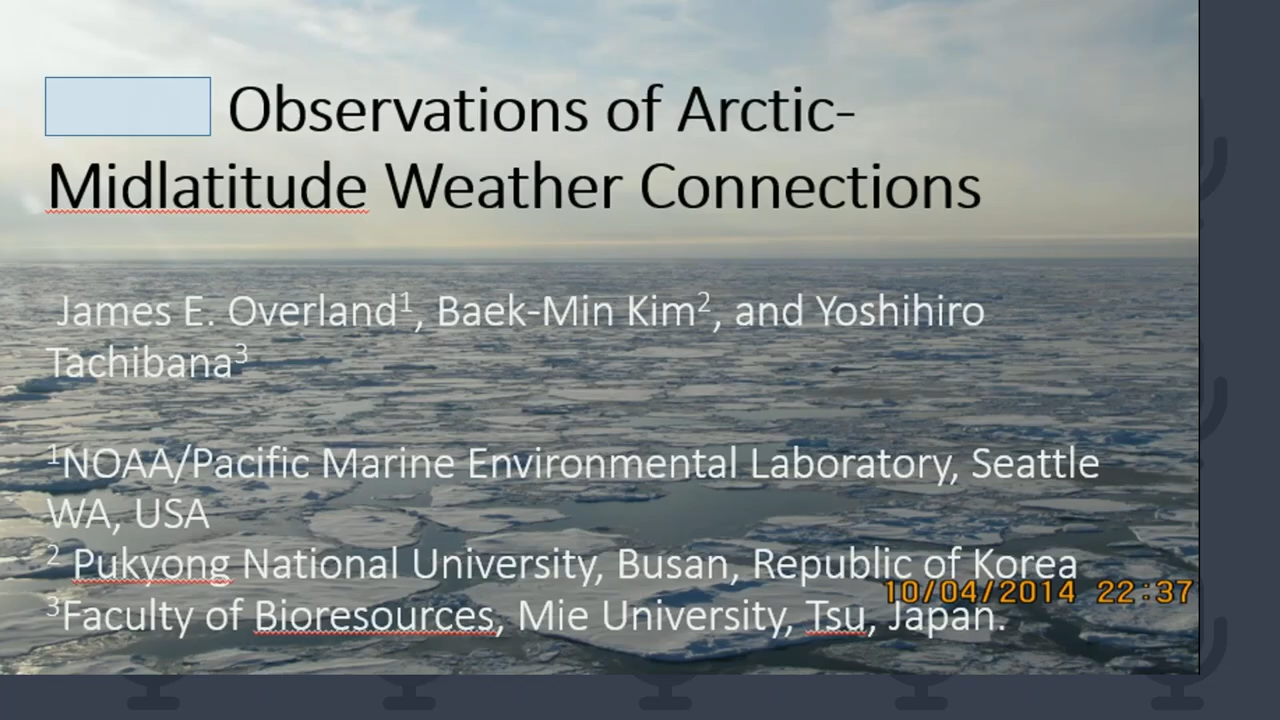 Observations of Arctic-
Midlatitude Weather Connections
James E. Overland¹, Baek-Min Kim², and Yoshihiro
Tachibana³
¹NOAA/Pacific Marine Environmental Laboratory, Seattle
WA, USA
² Pukyong National University, Busan, Republic of Korea
10/04/2014 22:37
³Faculty of Bioresources, Mie University, Tsu, Japan.